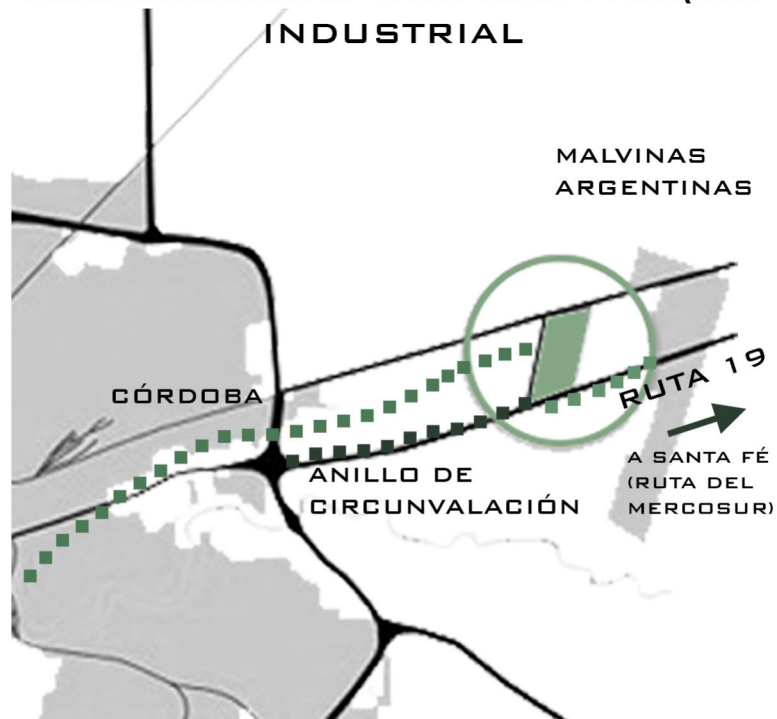 INDUSTRIAL
MALVINAS
ARGENTINAS
CÓRDOBA
RUTA 19
ANILLO DE
CIRCUNVALACIÓN
A SANTA FÉ
(RUTA DEL
MERCOSUR)